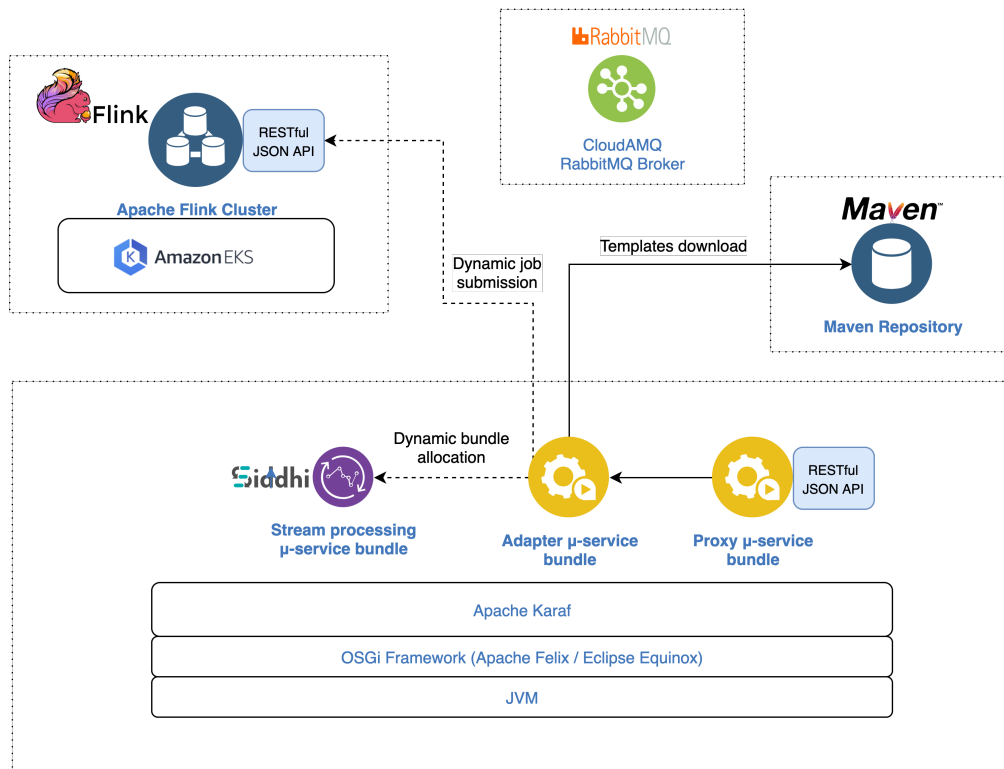 RabbitMQ
CloudAMQ
RabbitMQ Broker
Flink
RESTful
JSON API
Apache Flink Cluster
Amazon EKS
Maven™
Maven Repository
Templates download
Dynamic job
submission
Dynamic bundle
allocation
Siddhi
Stream processing
μ-service bundle
Adapter μ-service
bundle
Proxy μ-service
bundle
RESTful
JSON API
Apache Karaf
OSGi Framework (Apache Felix / Eclipse Equinox)
JVM